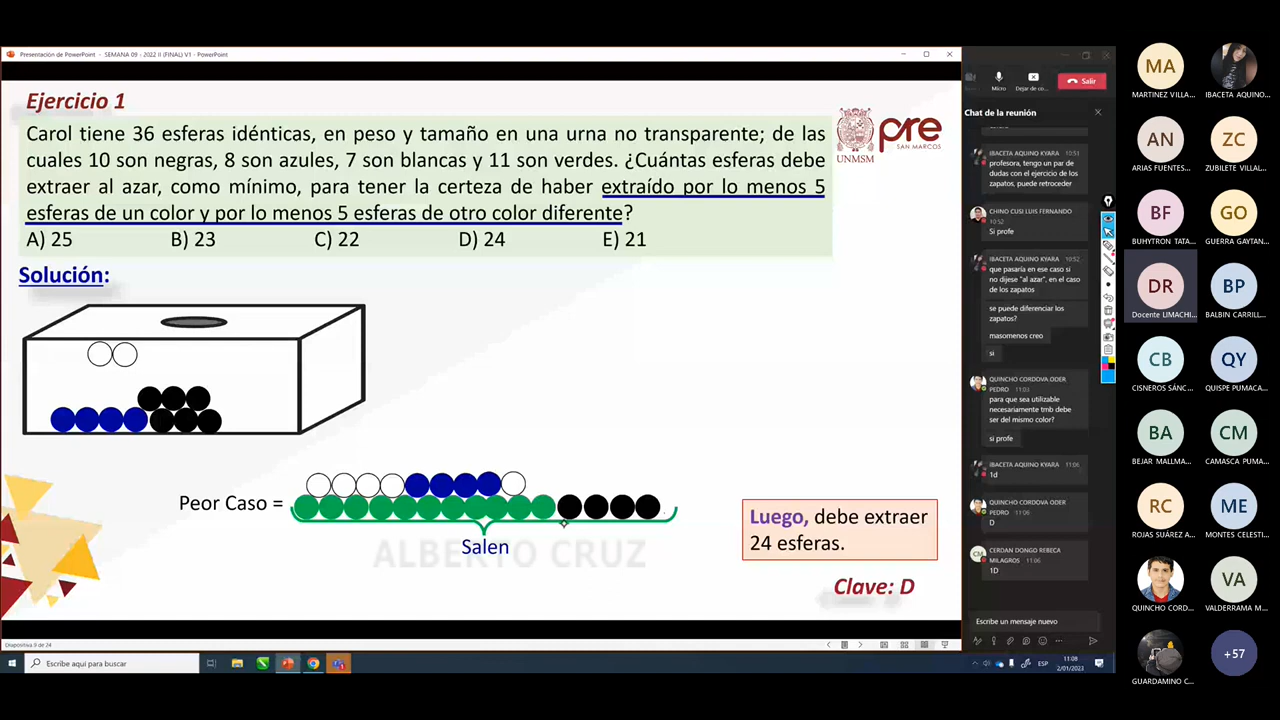 Presentación de PowerPoint - SEMANA 09 - 2022 II (FINAL) V1 - PowerPoint
Ejercicio 1
Carol tiene 36 esferas idénticas, en peso y tamaño en una urna no transparente; de las
cuales 10 son negras, 8 son azules, 7 son blancas y 11 son verdes. ¿Cuántas esferas debe
extraer al azar, como mínimo, para tener la certeza de haber extraído por lo menos 5
esferas de un color y por lo menos 5 esferas de otro color diferente?
A) 25 B) 23 C) 22 D) 24 E) 21
UNMSM
pre
SAN MARCOS
Solución:
Peor Caso =
Salen
ALBERTO CRUZ
Luego, debe extraer
24 esferas.
Clave: D
Diapositiva 9 de 24
Escribe aquí para buscar
ESP
11:08
2/01/2023
Micro
Dejar de co...
Salir
Chat de la reunión
IBACETA AQUINO KYARA 10:51
profesora, tengo un par de
dudas con el ejercicio de los
zapatos, puede retroceder
CHINO CUSI LUIS FERNANDO
10:52
Si profe
IBACETA AQUINO KYARA 10:52
que pasaría en ese caso si
no dijese "al azar", en el caso
de los zapatos
se puede diferenciar los
zapatos?
masomenos creo
si
QUINCHO CORDOVA ODER
PEDRO 11:03
para que sea utilizable
necesariamente tmb debe
ser del mismo color?
si profe
IBACETA AQUINO KYARA 11:06
1d
QUINCHO CORDOVA ODER
PEDRO 11:06
D
CM
CERDAN DONGO REBECA
MILAGROS 11:06
1D
Escribe un mensaje nuevo
MA
MARTINEZ VILLA...
IBACETA AQUINO...
AN
ARIAS FUENTES...
ZC
ZUBILETE VILLAL...
BF
BUHYTRON TATA...
GO
GUERRA GAYTAN...
DR
Docente LIMACHI...
BP
BALBIN CARRILL...
CB
CISNEROS SÁNC...
QY
QUISPE PUMACA...
BA
BEJAR MALLMA...
CM
CAMASCA PUMA...
RC
ROJAS SUÁREZ A...
ME
MONTES CELESTI...
QUINCHO CORD...
VA
VALDERRAMA M...
GUARDAMINO C...
+57